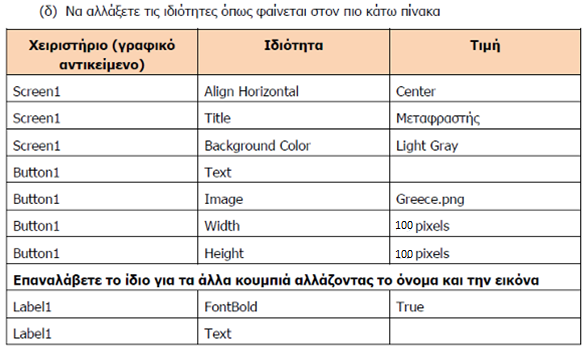 (δ) Να αλλάξετε τις ιδιότητες όπως φαίνεται στον πιο κάτω πίνακα
Χειριστήριο (γραφικό αντικείμενο) Ιδιότητα Τιμή
Screen1 Align Horizontal Center
Screen1 Title Μεταφραστής
Screen1 Background Color Light Gray
Button1 Text
Button1 Image Greece.png
Button1 Width 100 pixels
Button1 Height 100 pixels
Επαναλάβετε το ίδιο για τα άλλα κουμπιά αλλάζοντας το όνομα και την εικόνα
Label1 FontBold True
Label1 Text